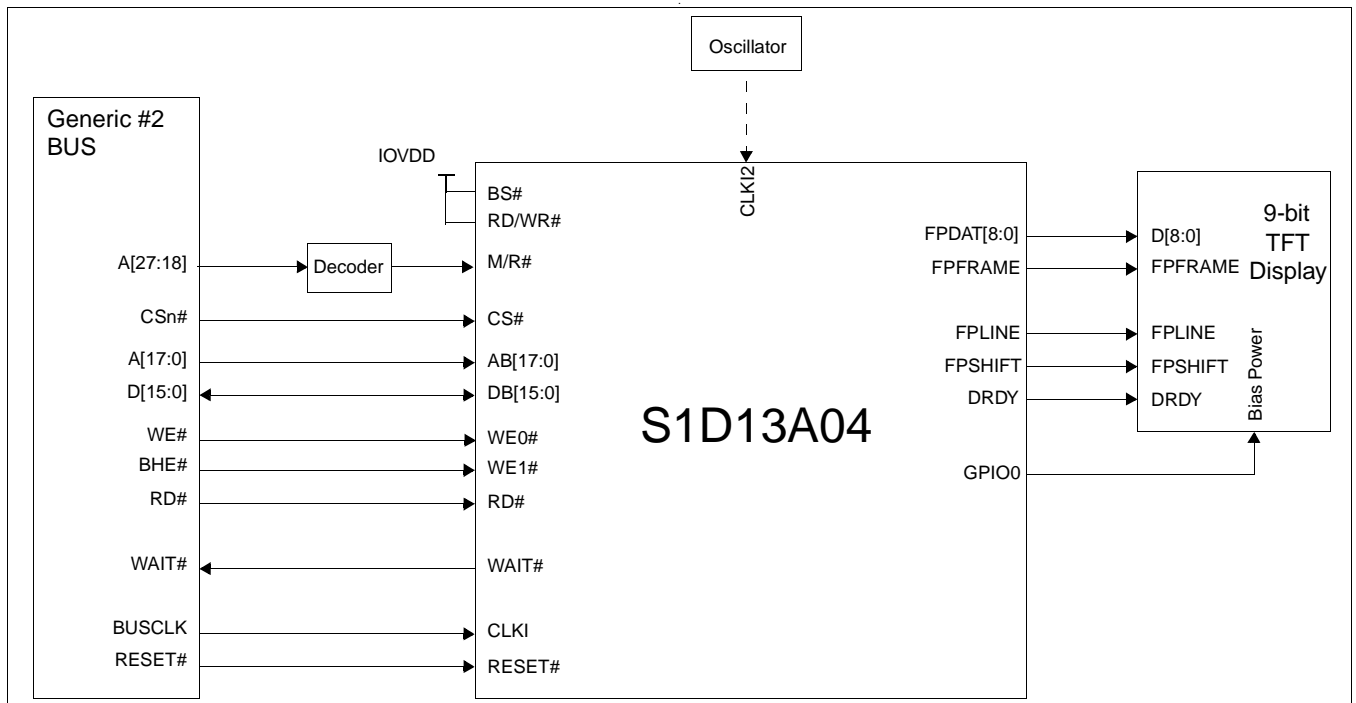 Oscillator
Generic #2
BUS
IOVDD
CLKI2
BS#
RD/WR#
A[27:18]
Decoder
M/R#
CSn#
CS#
A[17:0]
AB[17:0]
D[15:0]
DB[15:0]
WE#
WE0#
BHE#
WE1#
RD#
RD#
WAIT#
WAIT#
BUSCLK
CLKI
RESET#
RESET#
S1D13A04
FPDAT[8:0]
FPFRAME
FPLINE
FPSHIFT
DRDY
GPIO0
D[8:0]
FPFRAME
FPLINE
FPSHIFT
DRDY
9-bit
TFT
Display
Bias Power